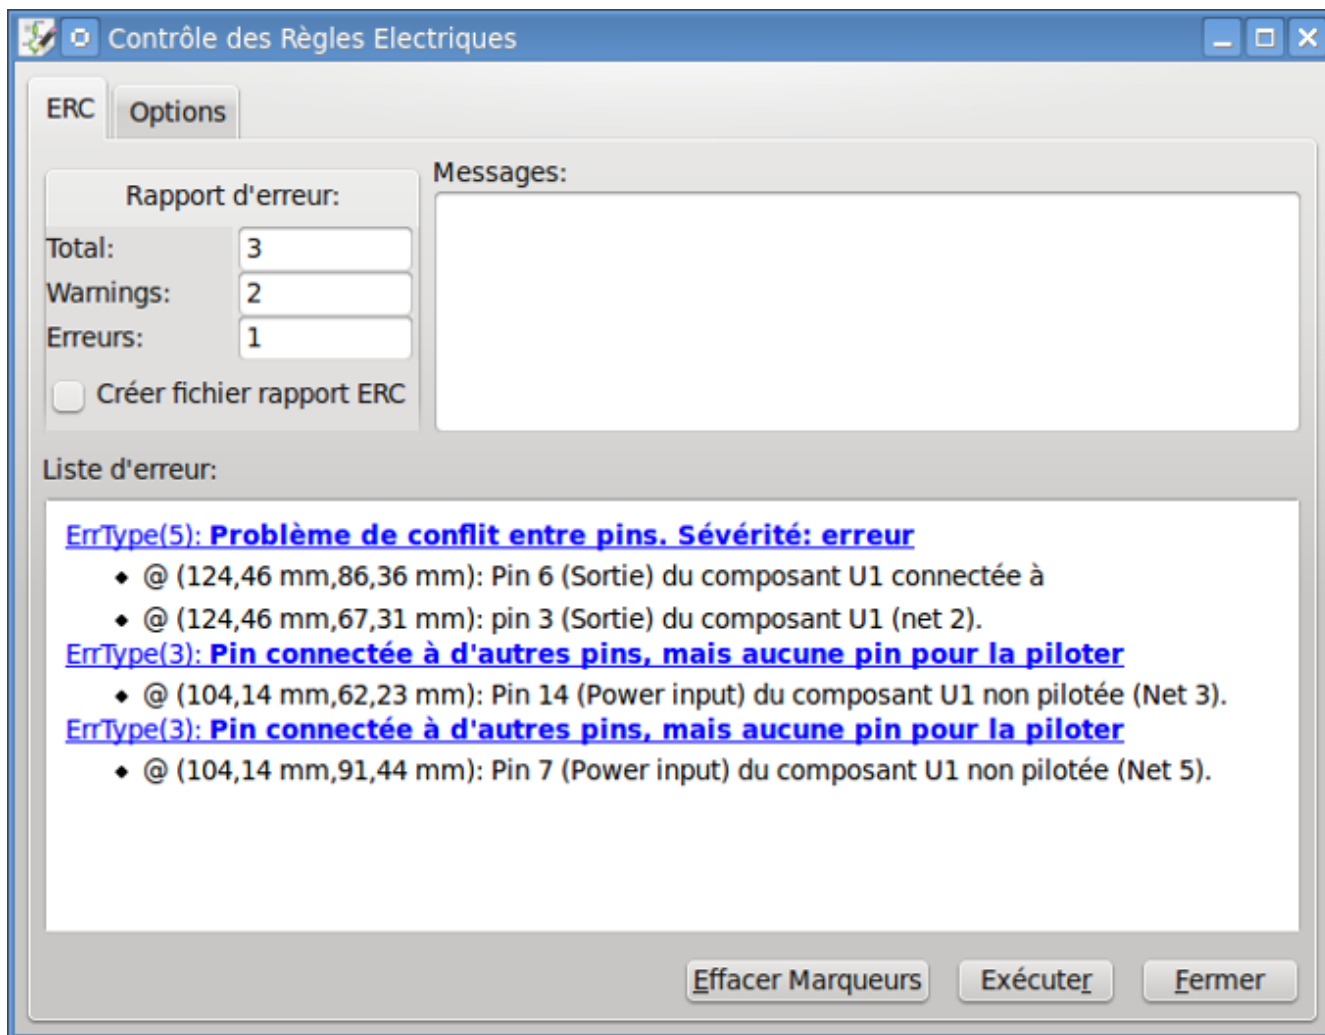 Contrôle des Règles Electriques
ERC
Options
Rapport d'erreur:
Total:
3
Warnings:
2
Erreurs:
1
Créer fichier rapport ERC
Messages:
Liste d'erreur:
ErrType(5): Problème de conflit entre pins. Sévérité: erreur
@ (124,46 mm,86,36 mm): Pin 6 (Sortie) du composant U1 connectée à
@ (124,46 mm,67,31 mm): pin 3 (Sortie) du composant U1 (net 2).
ErrType(3): Pin connectée à d'autres pins, mais aucune pin pour la piloter
@ (104,14 mm,62,23 mm): Pin 14 (Power input) du composant U1 non pilotée (Net 3).
ErrType(3): Pin connectée à d'autres pins, mais aucune pin pour la piloter
@ (104,14 mm,91,44 mm): Pin 7 (Power input) du composant U1 non pilotée (Net 5).
Effacer Marqueurs
Exécuter
Fermer